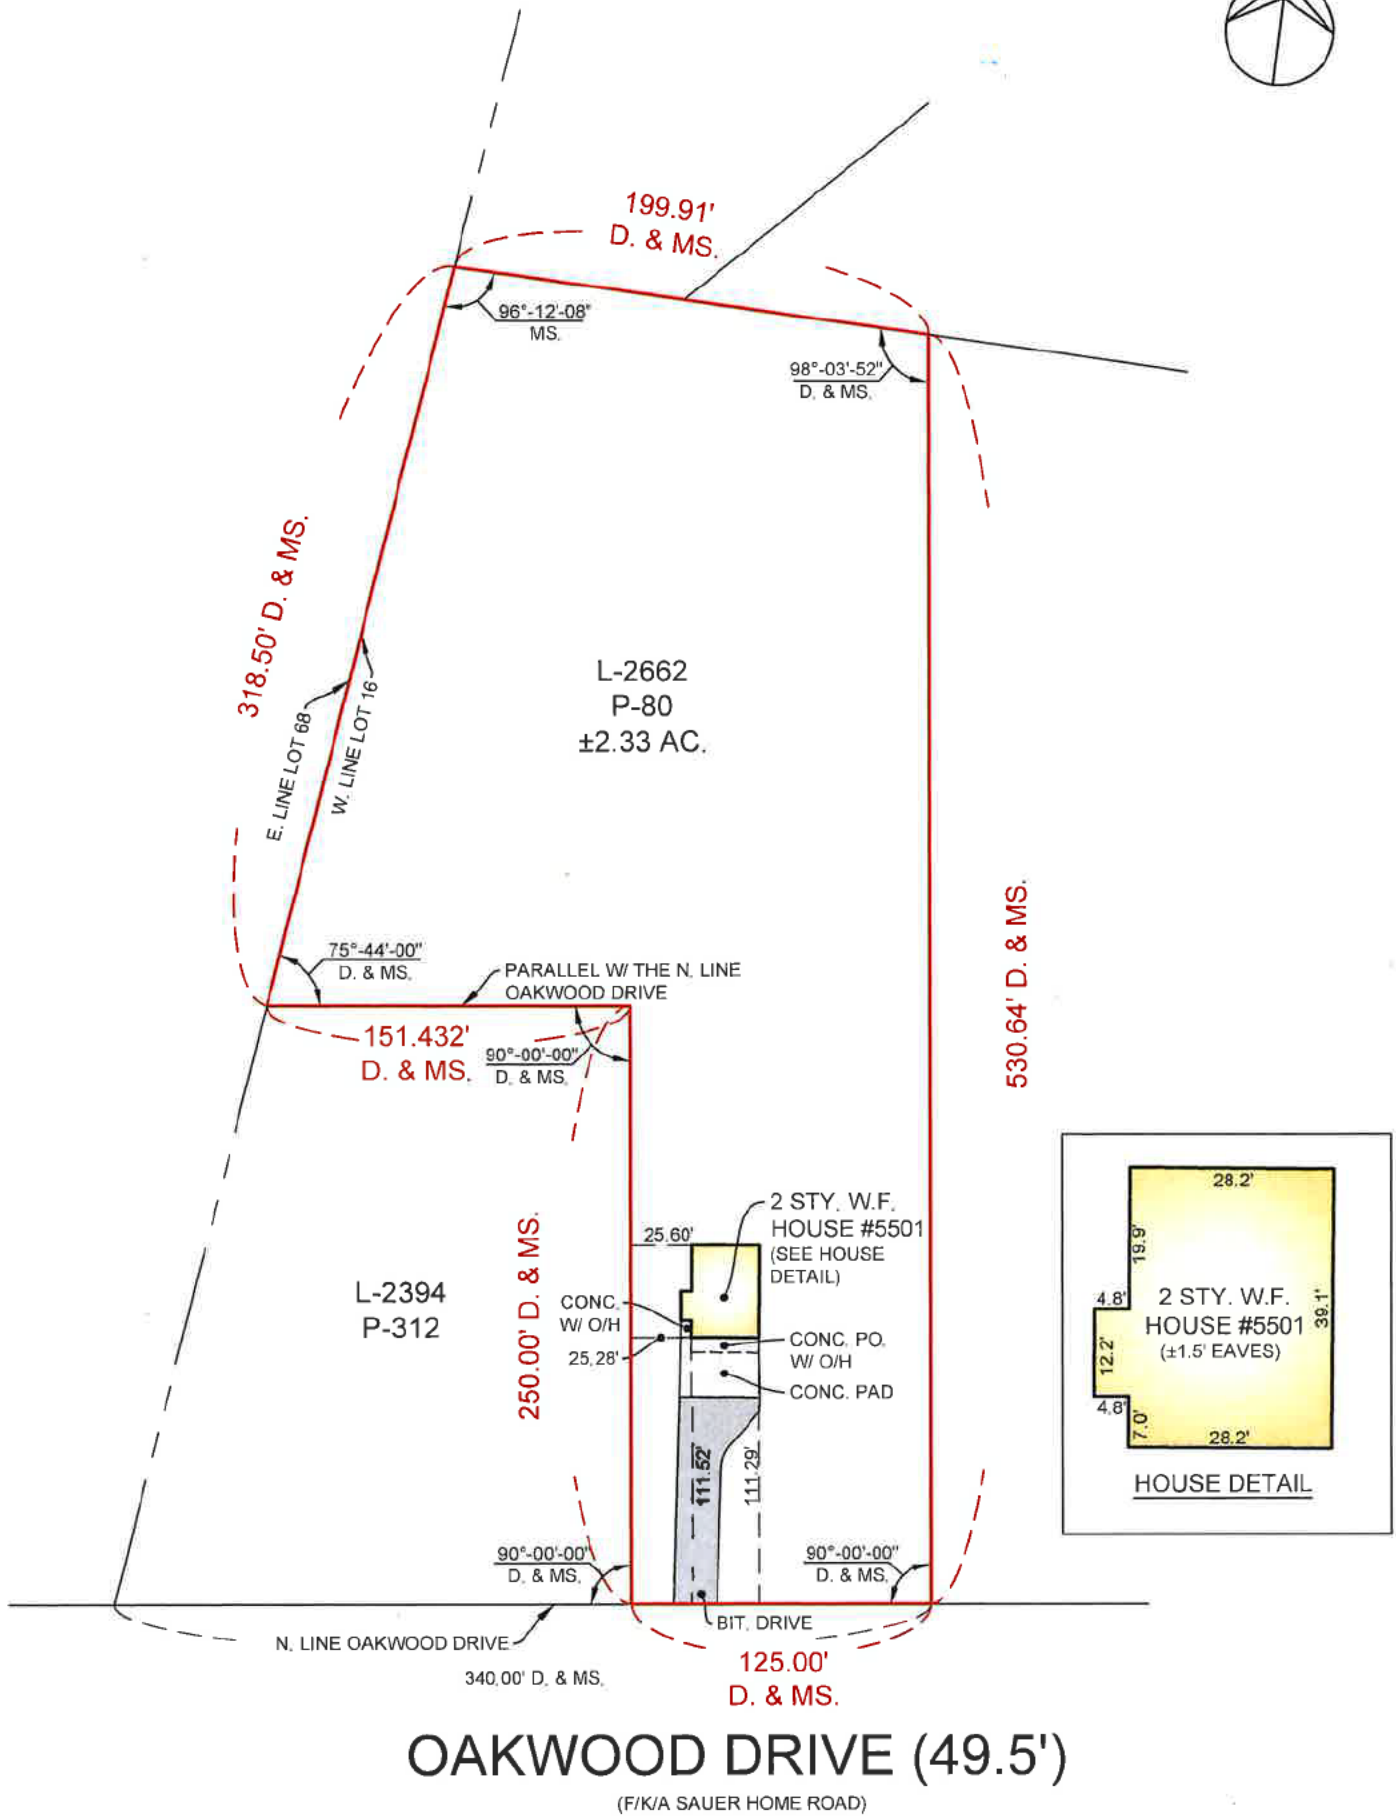 199.91'
D. & MS.
96°-12'-08"
MS.
98°-03'-52"
D. & MS.
318.50' D. & MS.
E. LINE LOT 68
W. LINE LOT 16
L-2662
P-80
±2.33 AC.
75°-44'-00"
D. & MS.
PARALLEL W/ THE N. LINE
OAKWOOD DRIVE
151.432'
D. & MS.
90°-00'-00"
D. & MS.
530.64' D. & MS.
250.00' D. & MS.
L-2394
P-312
25.60'
2 STY. W.F.
HOUSE #5501
(SEE HOUSE
DETAIL)
CONC.
W/ O/H
25.28'
CONC. PO.
W/ O/H
CONC. PAD
111.52'
111.29'
28.2'
19.9'
4.8'
12.2'
4.8'
7.0'
39.1'
2 STY. W.F.
HOUSE #5501
(±1.5' EAVES)
28.2'
HOUSE DETAIL
90°-00'-00"
D. & MS.
90°-00'-00"
D. & MS.
BIT. DRIVE
N. LINE OAKWOOD DRIVE
340.00' D. & MS.
125.00'
D. & MS.
OAKWOOD DRIVE (49.5')
(F/K/A SAUER HOME ROAD)